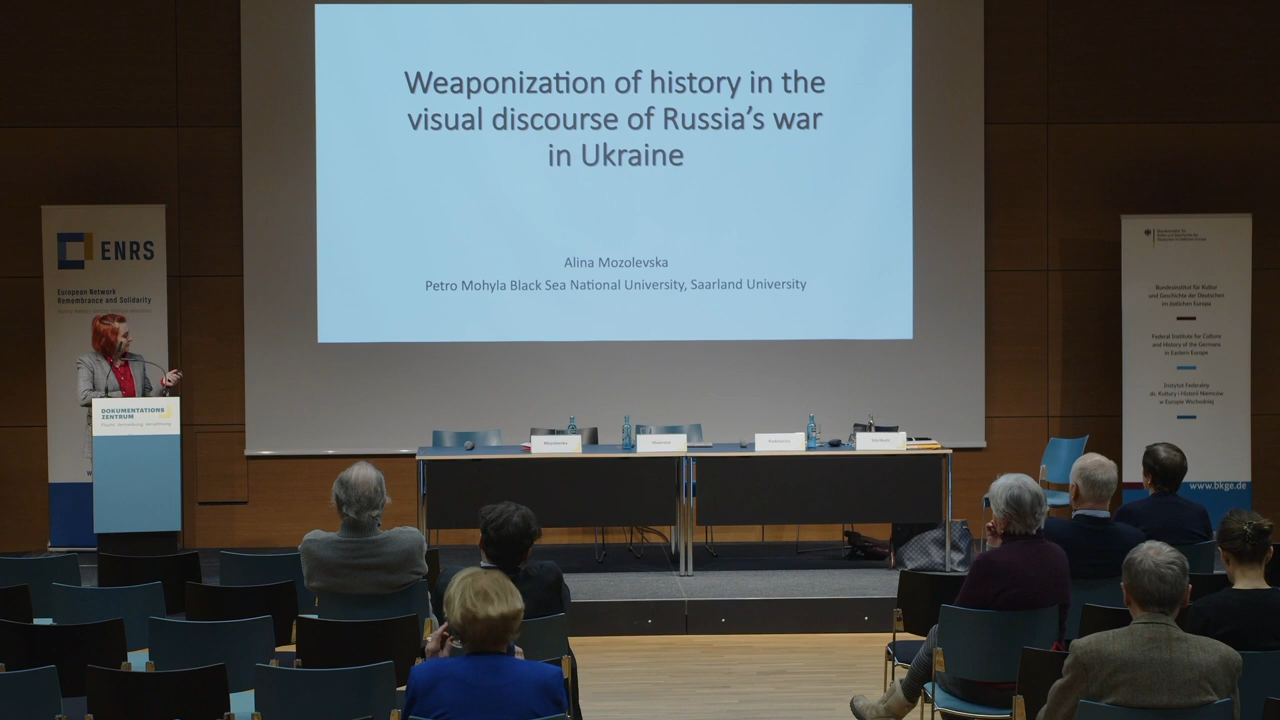 Weaponization of history in the
visual discourse of Russia's war
in Ukraine
Alina Mozolevska
Petro Mohyla Black Sea National University, Saarland University
ENRS
European Network
Remembrance and Solidarity
DOKUMENTATIONS
ZENTRUM
Flucht, Vertreibung, Versöhnung
Bundesinstitut für Kultur
und Geschichte der Deutschen
im östlichen Europa
Federal Institute for Culture
and History of the Germans
in Eastern Europe
Instytut Federalny
ds. Kultury i Historii Niemców
w Europie Wschodniej
www.bkge.de